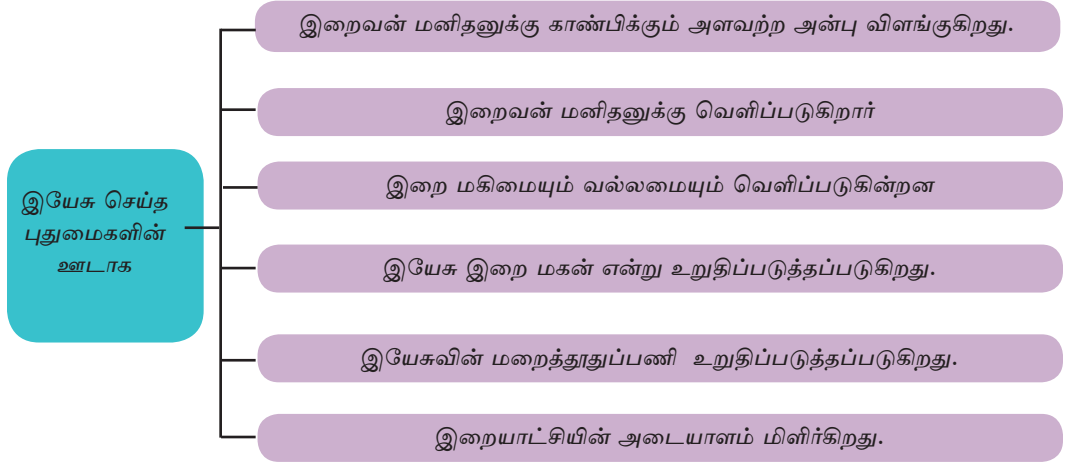 இயேசு செய்த
புதுமைகளின்
ஊடாக
இறைவன் மனிதனுக்கு காண்பிக்கும் அளவற்ற அன்பு விளங்குகிறது.
இறைவன் மனிதனுக்கு வெளிப்படுகிறார்
இறை மகிமையும் வல்லமையும் வெளிப்படுகின்றன
இயேசு இறை மகன் என்று உறுதிப்படுத்தப்படுகிறது.
இயேசுவின் மறைத்தூதுப்பணி உறுதிப்படுத்தப்படுகிறது.
இறையாட்சியின் அடையாளம் மிளிர்கிறது.